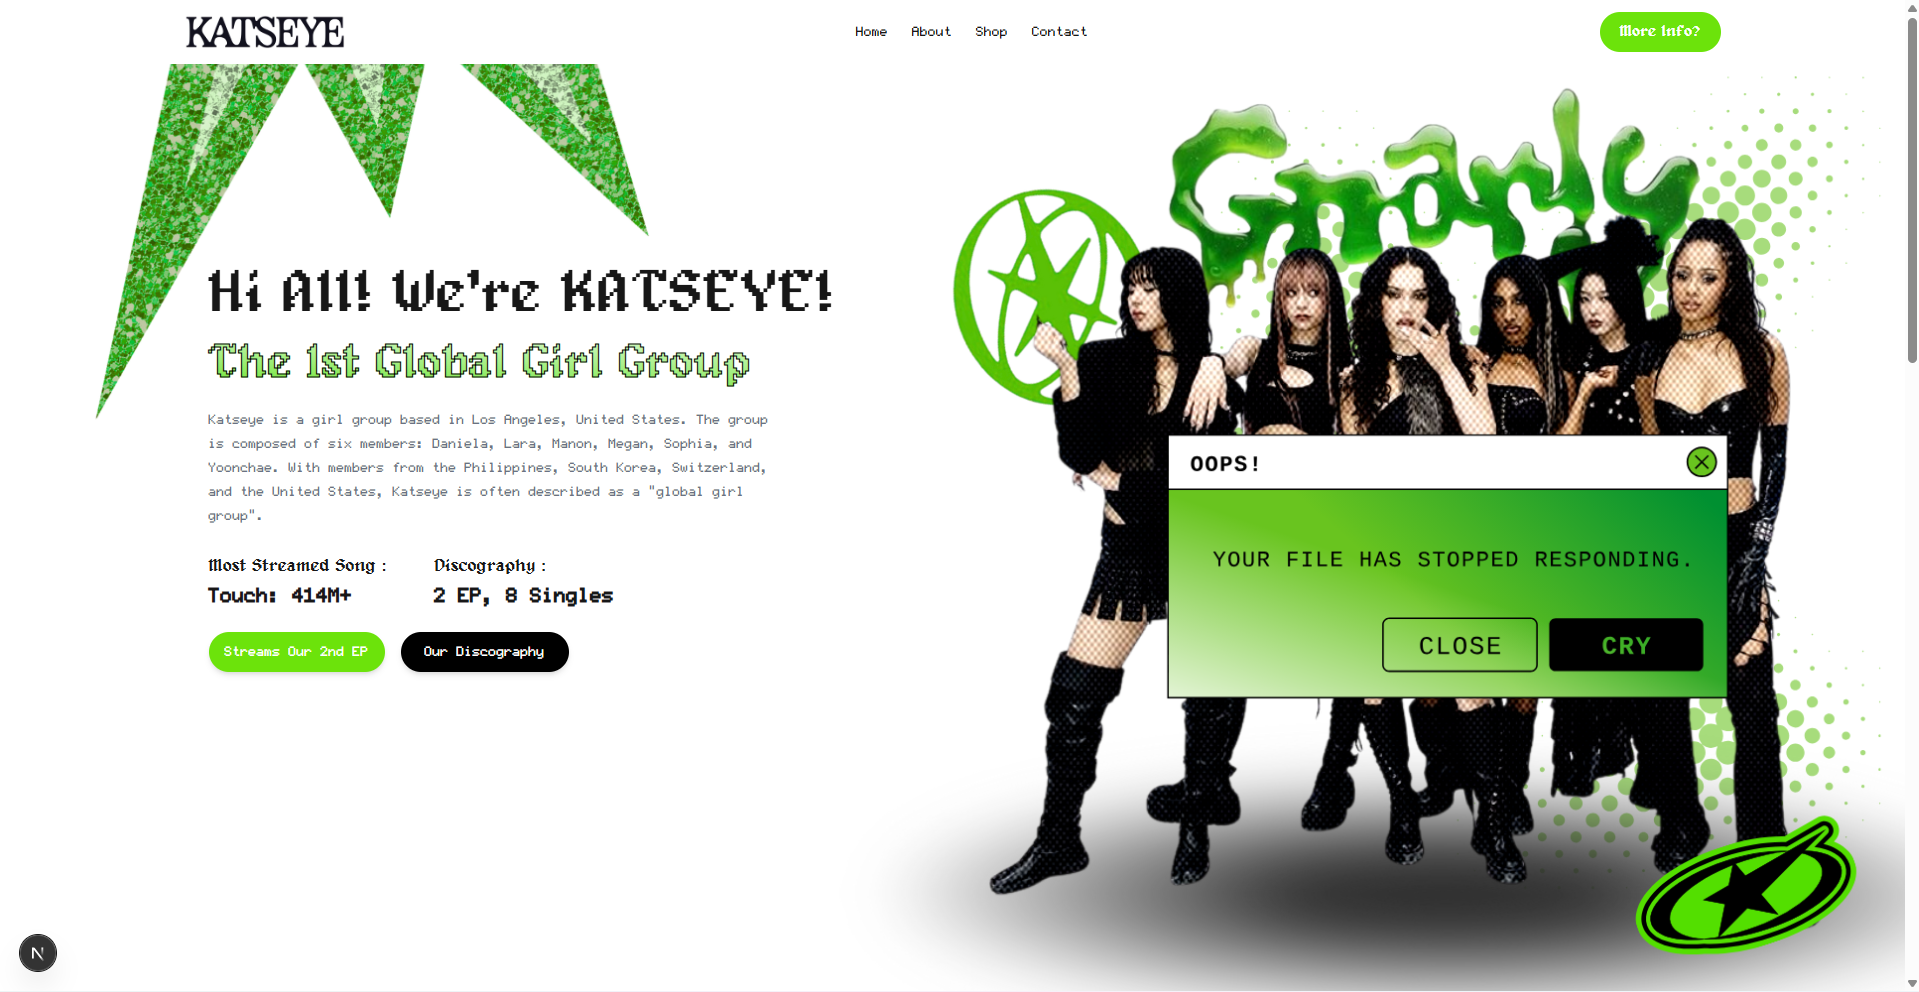 KATSEYE
Home About Shop Contact
More Info?
Gnarly
Hi All! We're KATSEYE!
The 1st Global Girl Group
Katseye is a girl group based in Los Angeles, United States. The group
is composed of six members: Daniela, Lara, Manon, Megan, Sophia, and
Yoonchae. With members from the Philippines, South Korea, Switzerland,
and the United States, Katseye is often described as a "global girl
group".
Most Streamed Song :
Touch: 414M+
Discography :
2 EP, 8 Singles
Streams Our 2nd EP
Our Discography
OOPS!
YOUR FILE HAS STOPPED RESPONDING.
CLOSE
CRY
N